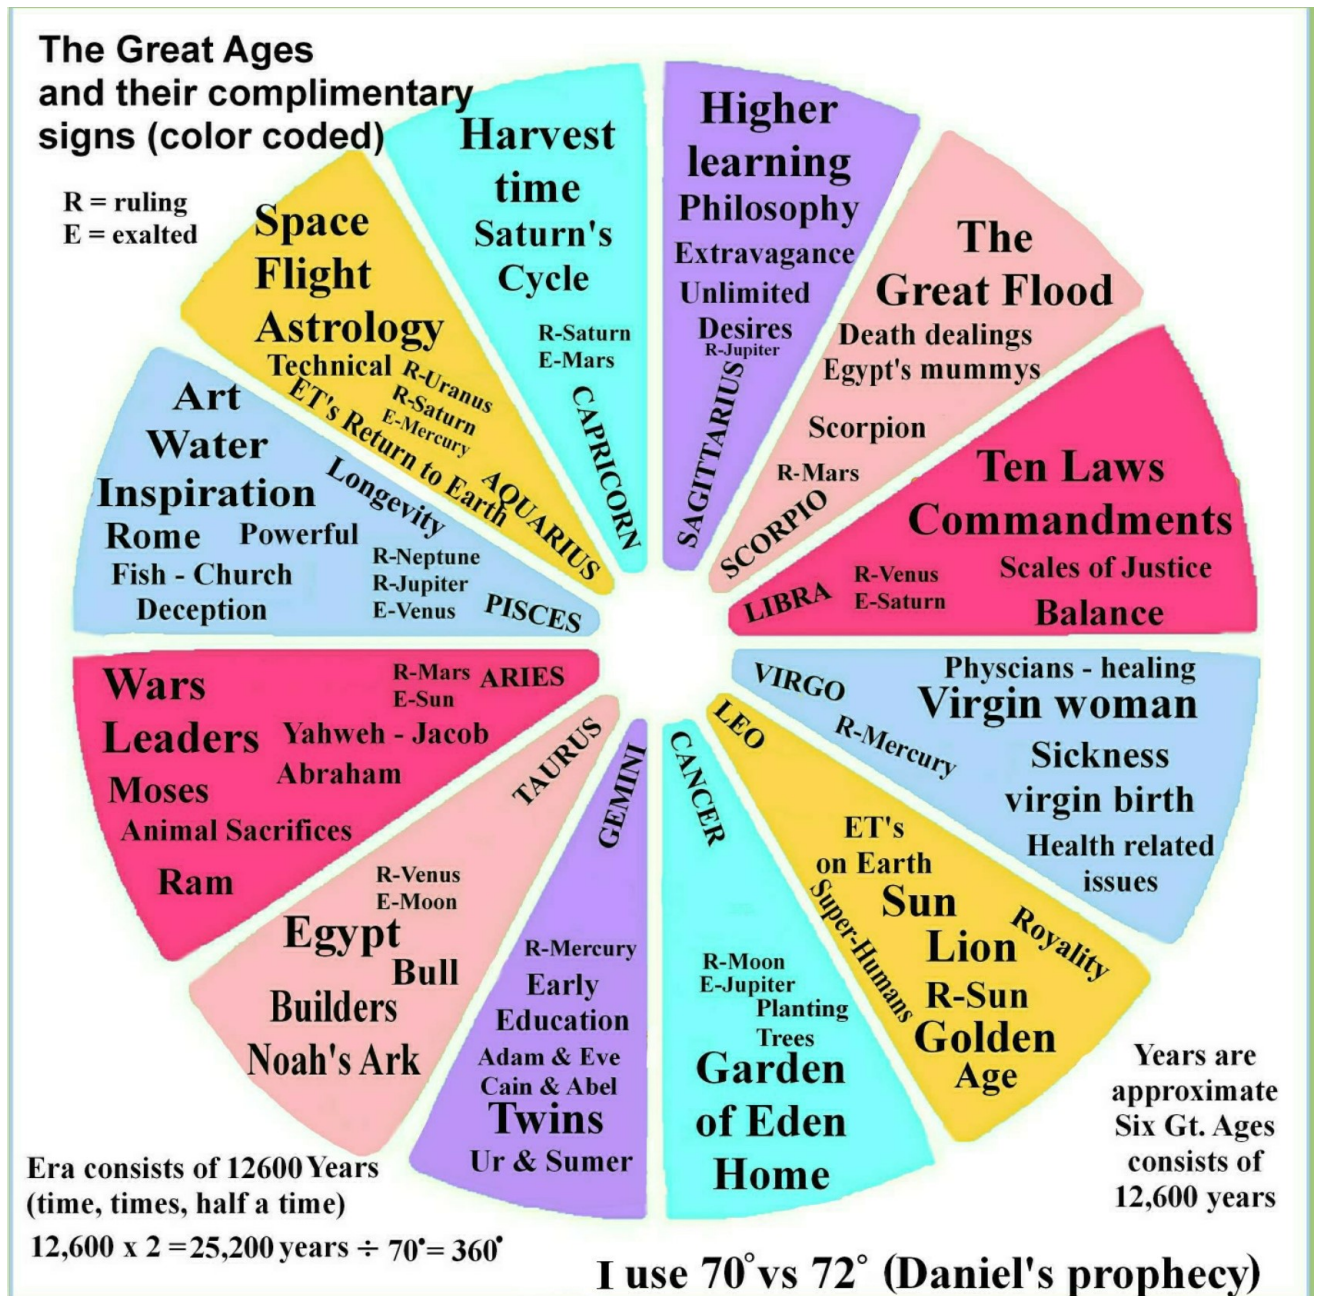 The Great Ages
and their complimentary
signs (color coded)
R = ruling
E = exalted
Harvest
time
Saturn's
Cycle
R-Saturn
E-Mars
CAPRICORN
Higher
learning
Philosophy
Extravagance
Unlimited
Desires
R-Jupiter
SAGITTARIUS
The
Great Flood
Death dealings
Egypt's mummys
Scorpion
R-Mars
SCORPIO
Ten Laws
Commandments
Scales of Justice
Balance
R-Venus
E-Saturn
LIBRA
Physcians - healing
Virgin woman
Sickness
virgin birth
Health related
issues
R-Mercury
VIRGO
LEO
ET's
on Earth
Sun
Lion
Royality
Super-Humans
R-Sun
Golden
Age
CANCER
R-Moon
E-Jupiter
Planting
Trees
Garden
of Eden
Home
GEMINI
R-Mercury
Early
Education
Adam & Eve
Cain & Abel
Twins
Ur & Sumer
TAURUS
R-Venus
E-Moon
Egypt
Bull
Builders
Noah's Ark
ARIES
R-Mars
E-Sun
Wars
Leaders
Yahweh - Jacob
Abraham
Moses
Animal Sacrifices
Ram
Art
Water
Inspiration
Rome
Powerful
Fish - Church
Deception
Longevity
R-Neptune
R-Jupiter
E-Venus
PISCES
Space
Flight
Astrology
Technical
R-Uranus
R-Saturn
E-Mercury
ET's Return to Earth
AQUARIUS
Years are
approximate
Six Gt. Ages
consists of
12,600 years
Era consists of 12600 Years
(time, times, half a time)
12,600 x 2 = 25,200 years ÷ 70°= 360°
I use 70° vs 72° (Daniel's prophecy)